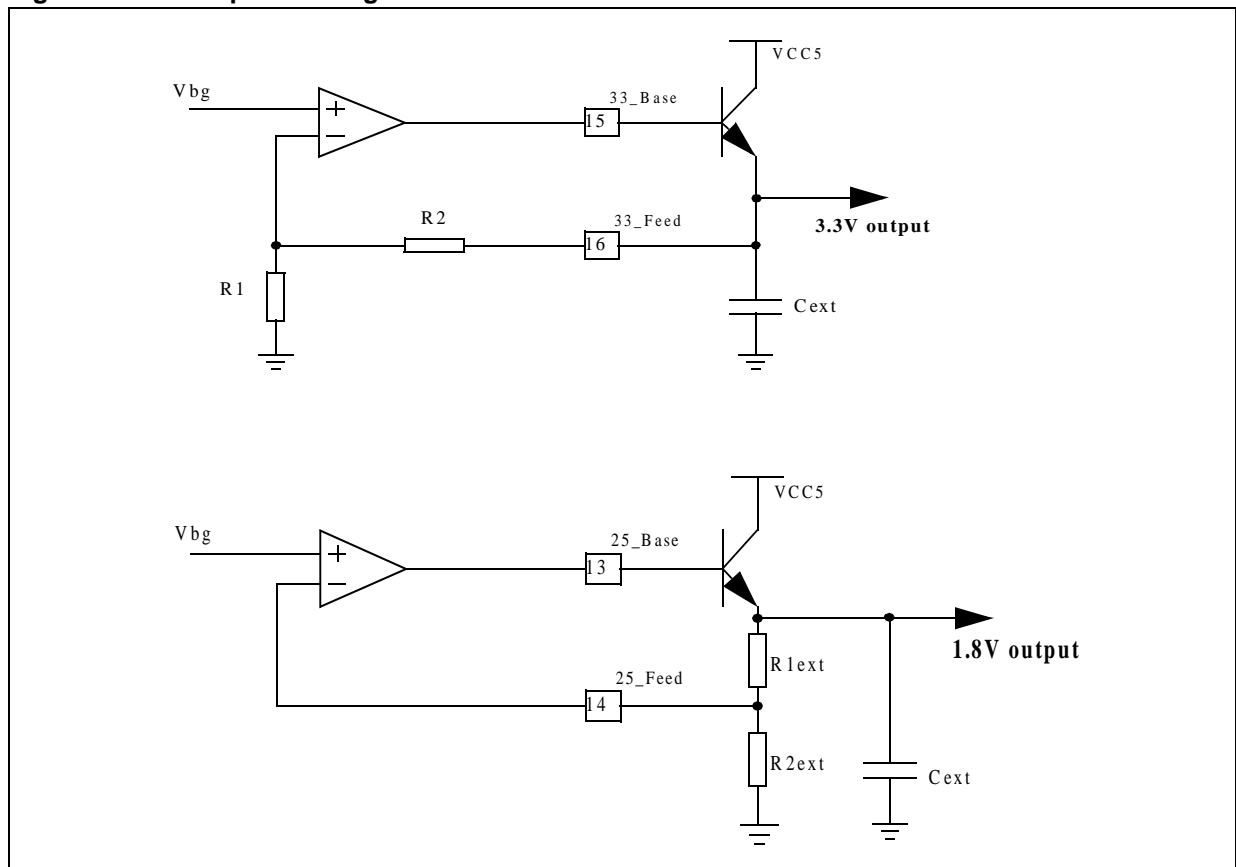 VCC5
Vbg
33_Base
15
R2
33_Feed
16
3.3V output
R1
Cext
VCC5
Vbg
25_Base
13
1.8V output
R1ext
25_Feed
14
R2ext
Cext